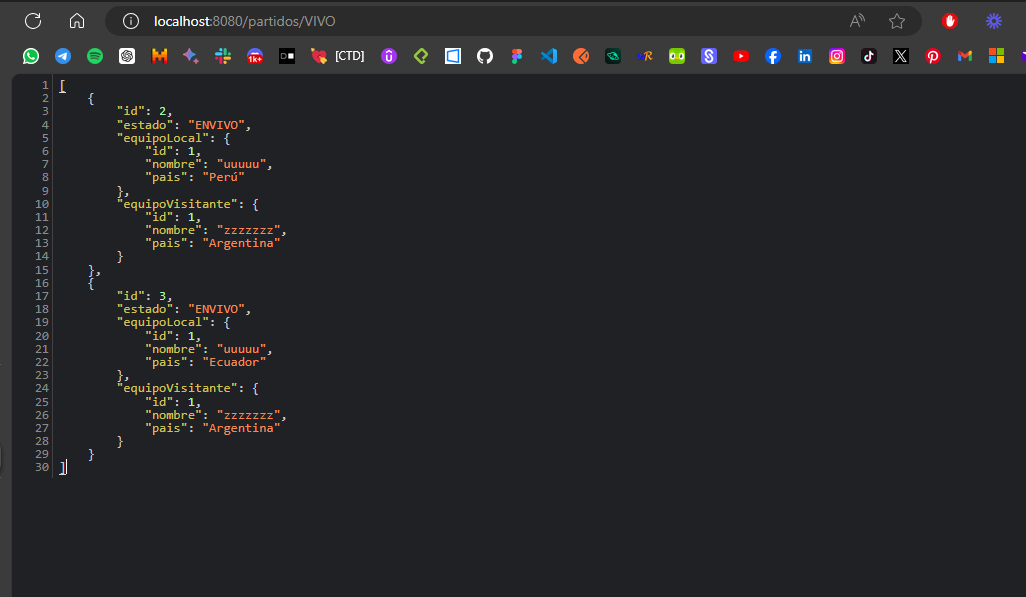 localhost:8080/partidos/VIVO
1k+ [CTD]
1 [
2 {
3 "id": 2,
4 "estado": "ENVIVO",
5 "equipoLocal": {
6 "id": 1,
7 "nombre": "uuuuu",
8 "pais": "Perú"
9 },
10 "equipoVisitante": {
11 "id": 1,
12 "nombre": "zzzzzzz",
13 "pais": "Argentina"
14 }
15 },
16 {
17 "id": 3,
18 "estado": "ENVIVO",
19 "equipoLocal": {
20 "id": 1,
21 "nombre": "uuuuu",
22 "pais": "Ecuador"
23 },
24 "equipoVisitante": {
25 "id": 1,
26 "nombre": "zzzzzzz",
27 "pais": "Argentina"
28 }
29 }
30 ]